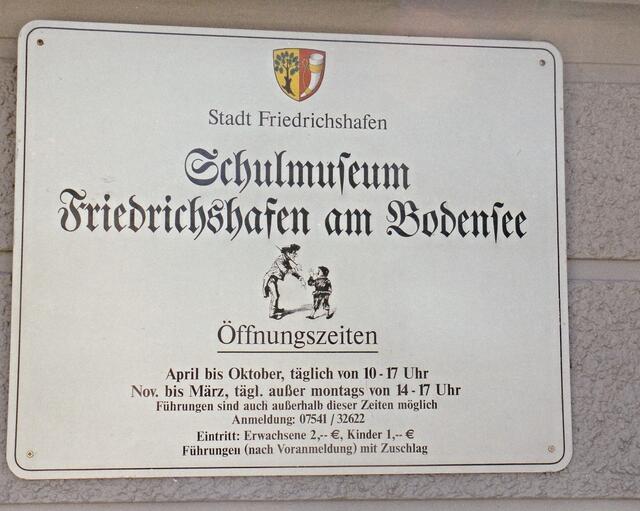 Stadt Friedrichshafen
Schulmuſeum
Friedrichshafen am Bodenſee
Öffnungszeiten
April bis Oktober, täglich von 10 - 17 Uhr
Nov. bis März, tägl. außer montags von 14 - 17 Uhr
Führungen sind auch außerhalb dieser Zeiten möglich
Anmeldung: 07541 / 32622
Eintritt: Erwachsene 2,-- €, Kinder 1,-- €
Führungen (nach Voranmeldung) mit Zuschlag